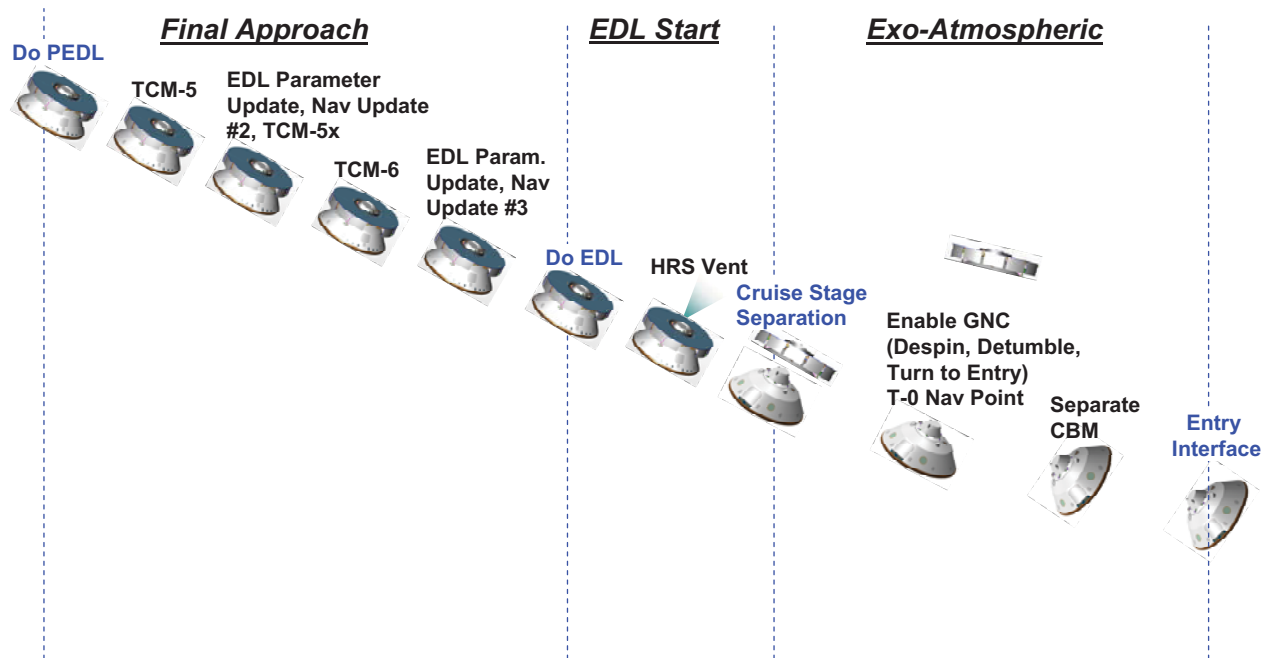 Final Approach
EDL Start
Exo-Atmospheric
Do PEDL
TCM-5
EDL Parameter
Update, Nav Update
#2, TCM-5x
TCM-6
EDL Param.
Update, Nav
Update #3
Do EDL
HRS Vent
Cruise Stage
Separation
Enable GNC
(Despin, Detumble,
Turn to Entry)
T-0 Nav Point
Separate
CBM
Entry
Interface